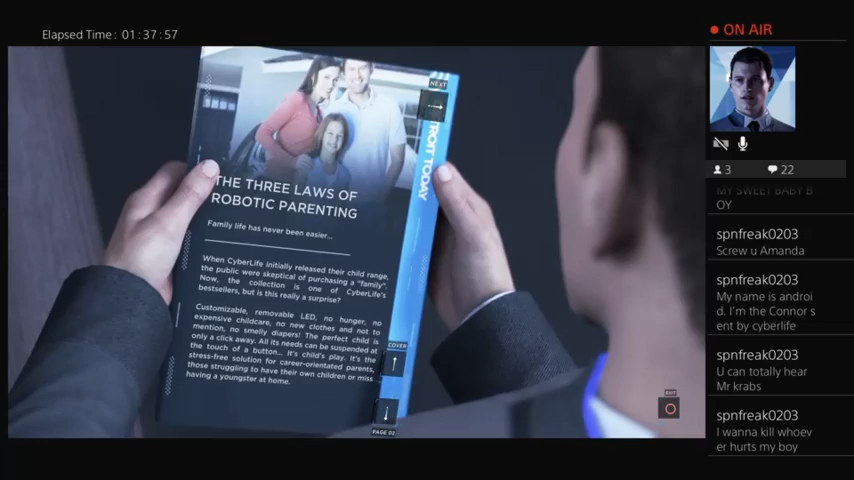 Elapsed Time: 01:37:57
ON AIR
NEXT
TROIT TODAY
THE THREE LAWS OF
ROBOTIC PARENTING
Family life has never been easier...
When CyberLife initially released their child range,
the public were skeptical of purchasing a "family".
Now, the collection is one of CyberLife's
bestsellers, but is this really a surprise?
Customizable, removable LED, no hunger, no
expensive childcare, no new clothes and not to
mention, no smelly diapers! The perfect child is
only a click away. All its needs can be suspended at
the touch of a button... It's child's play. It's the
stress-free solution for career-orientated parents,
those struggling to have their own children or miss
having a youngster at home.
COVER
PAGE 02
EXIT
3
22
MY SWEET BABY B
OY
spnfreak0203
Screw u Amanda
spnfreak0203
My name is androi
d. I'm the Connor s
ent by cyberlife
spnfreak0203
U can totally hear
Mr krabs
spnfreak0203
I wanna kill whoev
er hurts my boy